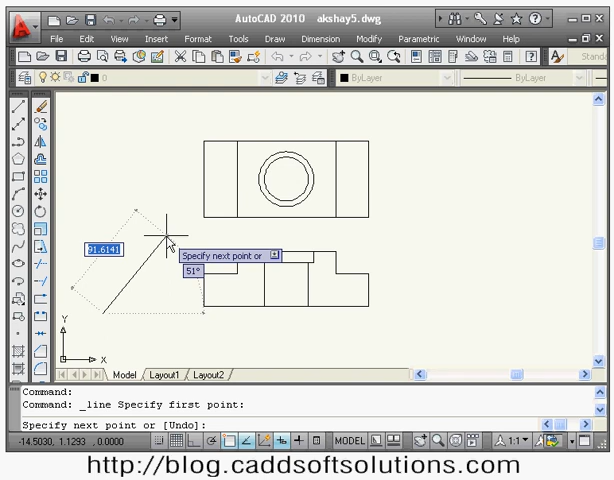 AutoCAD 2010 akshay5.dwg
File Edit View Insert Format Tools Draw Dimension Modify Parametric Window Help
0
ByLayer
ByLayer
91.6141
Specify next point or
51°
Y
X
Model Layout1 Layout2
Command:
Command: _line Specify first point:
Specify next point or [Undo]:
-14.5030, 1.1293 , 0.0000 MODEL 1:1
http://blog.caddsoftsolutions.com